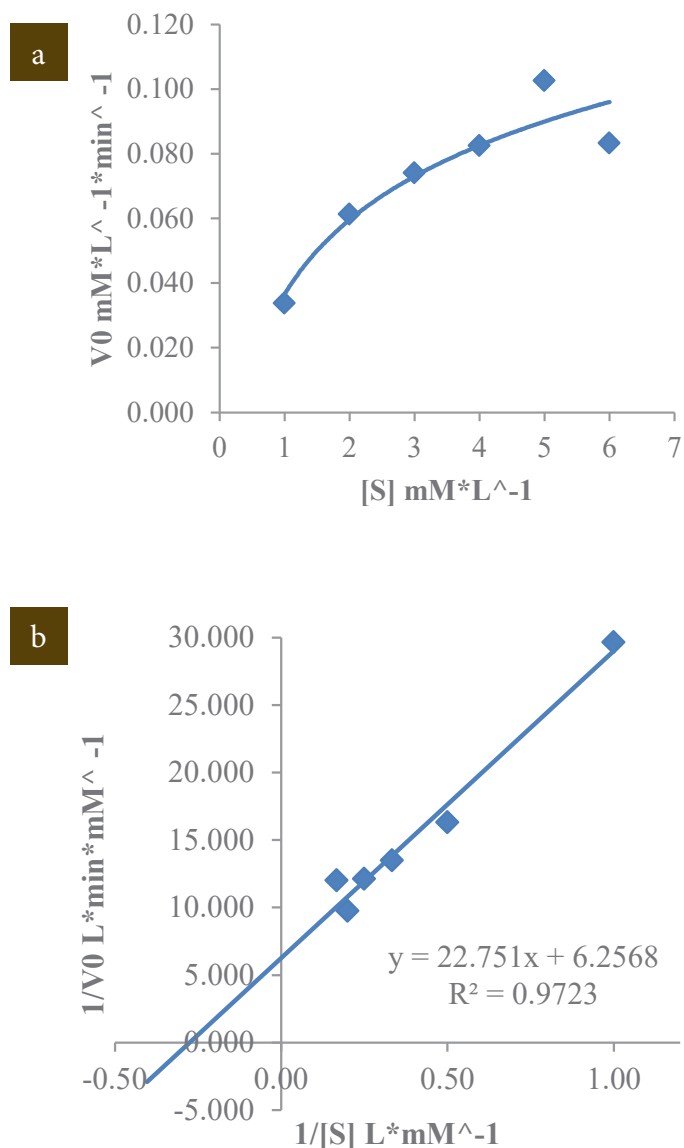 a
0.120
0.100
0.080
0.060
0.040
0.020
0.000
V0 mM*L^ -1*min^ -1
0 1 2 3 4 5 6 7
[S] mM*L^-1
b
30.000
25.000
20.000
15.000
10.000
5.000
0.000
-5.000
1/V0 L*min*mM^ -1
y = 22.751x + 6.2568
R² = 0.9723
-0.50 0.00 0.50 1.00
1/[S] L*mM^-1